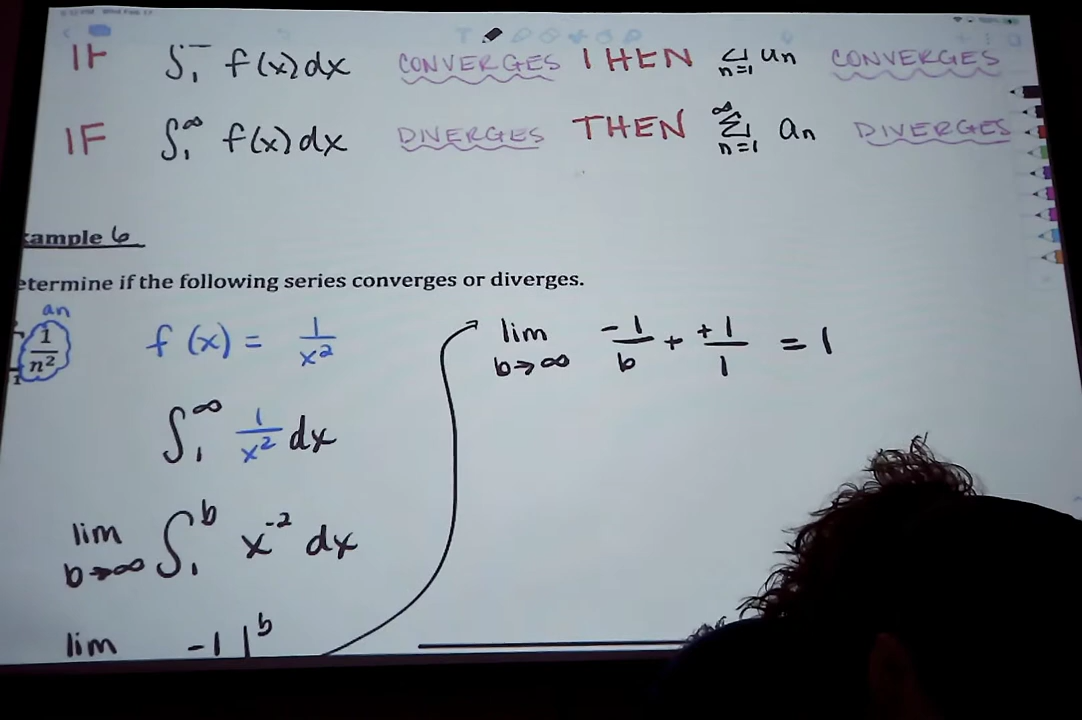 IF ∫₁ f(x)dx CONVERGES THEN Σ n=1 an CONVERGES
IF ∫₁^∞ f(x)dx DIVERGES THEN Σ n=1 ^∞ an DIVERGES
ample 6
etermine if the following series converges or diverges.
an
1/n² f(x) = 1/x²
lim b→∞ -1/b + +1/1 = 1
∫₁^∞ 1/x² dx
lim b→∞ ∫₁^b x^-2 dx
lim -1 |^b